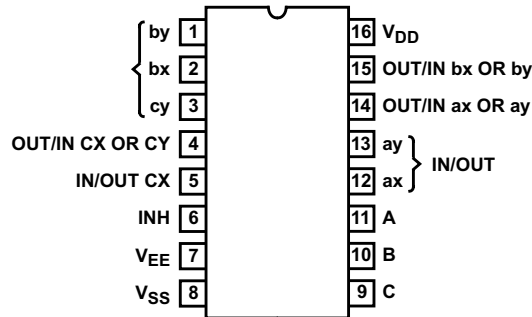 by 1 16 VDD
bx 2 15 OUT/IN bx OR by
cy 3 14 OUT/IN ax OR ay
OUT/IN CX OR CY 4 13 ay
IN/OUT
IN/OUT CX 5 12 ax
INH 6 11 A
VEE 7 10 B
VSS 8 9 C